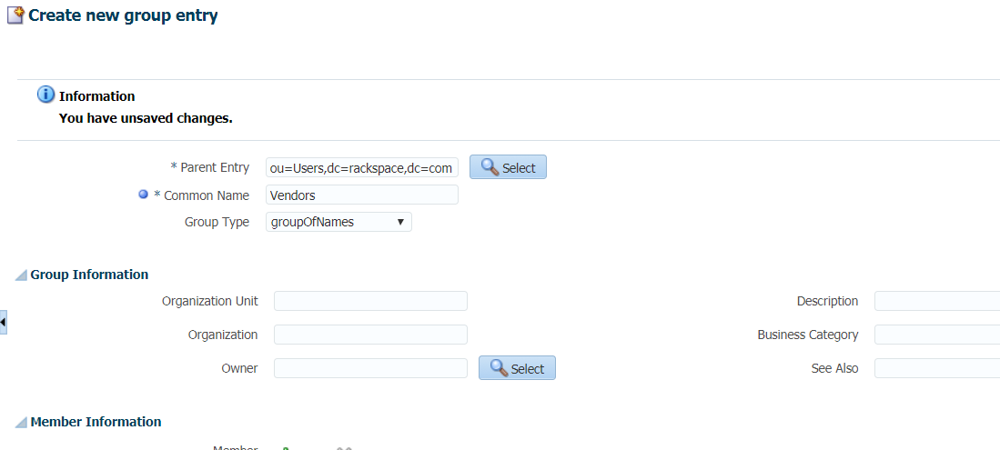 Create new group entry
Information
You have unsaved changes.
* Parent Entry ou=Users,dc=rackspace,dc=com Select
* Common Name Vendors
Group Type groupOfNames
Group Information
Organization Unit Description
Organization Business Category
Owner Select See Also
Member Information
Member